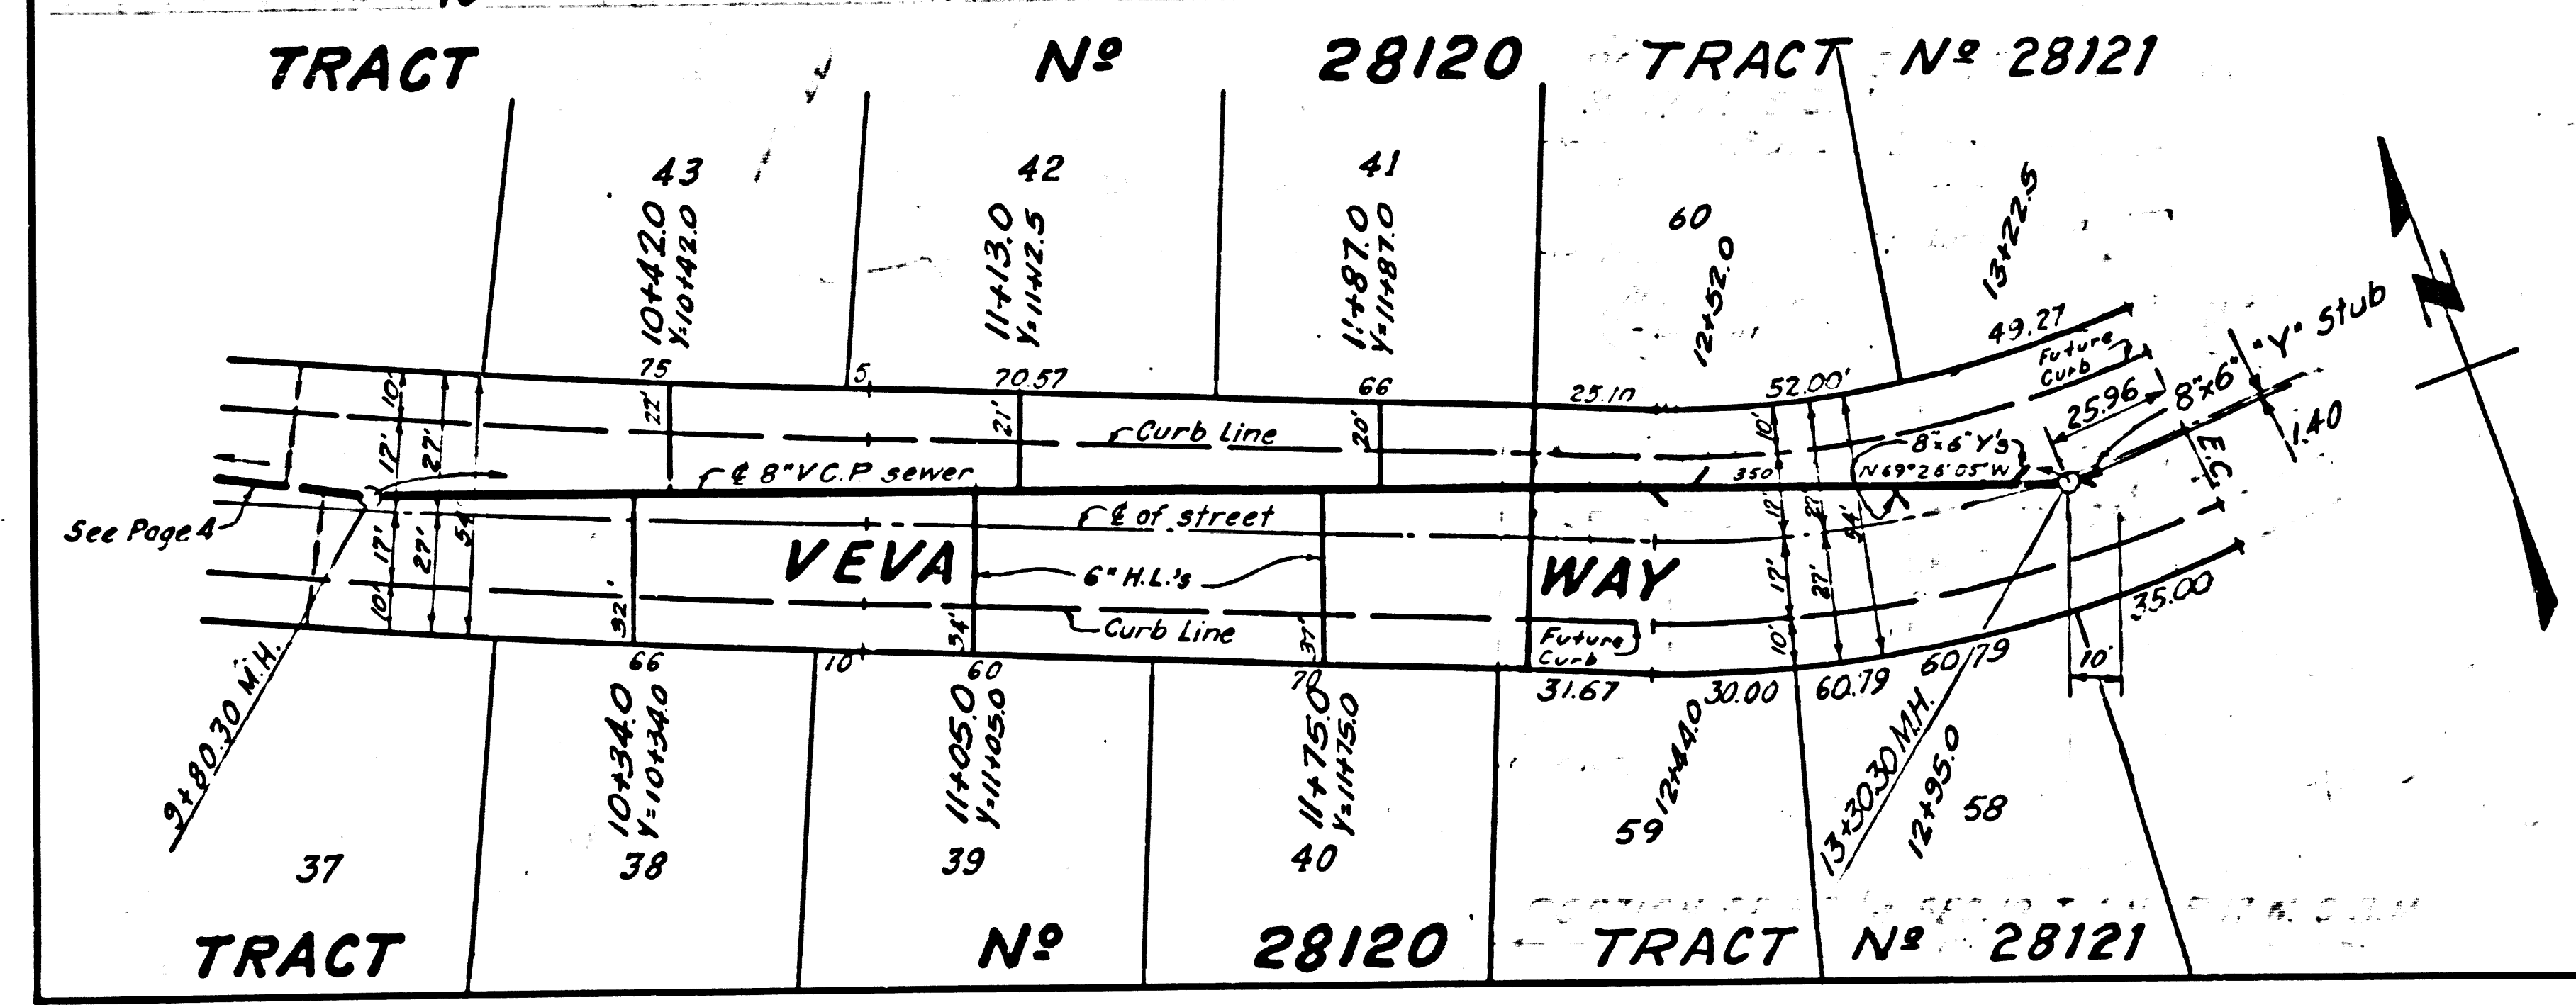 TRACT Nº 28120 TRACT Nº 28121
43
42
41
60
10+42.0
Y=10+42.0
11+13.0
Y=11+12.5
11+87.0
Y=11+87.0
12+52.0
13+22.5
75
5
70.57
66
25.10
52.00'
49.27
Future
Curb
25.96
8"x6" "Y" Stub
1.40
E.C.
N
10'
17'
27'
22'
21'
20'
Curb Line
10'
8"x6" Y's
N 69° 26' 05" W
350
₵ 8" V.C.P. sewer
See Page 4
17'
27'
54'
10'
₵ of street
VEVA WAY
6" H.L.'s
12'
27'
54'
17'
27'
10'
32'
34'
37'
Curb Line
Future
Curb
66
10
60
70
31.67
30.00
60.79
60.79
35.00
10'
9+80.30 M.H.
10+34.0
Y=10+34.0
11+05.0
Y=11+05.0
11+75.0
Y=11+75.0
12+44.0
13+30.30 M.H.
12+95.0
37
38
39
40
59
58
TRACT Nº 28120 TRACT Nº 28121